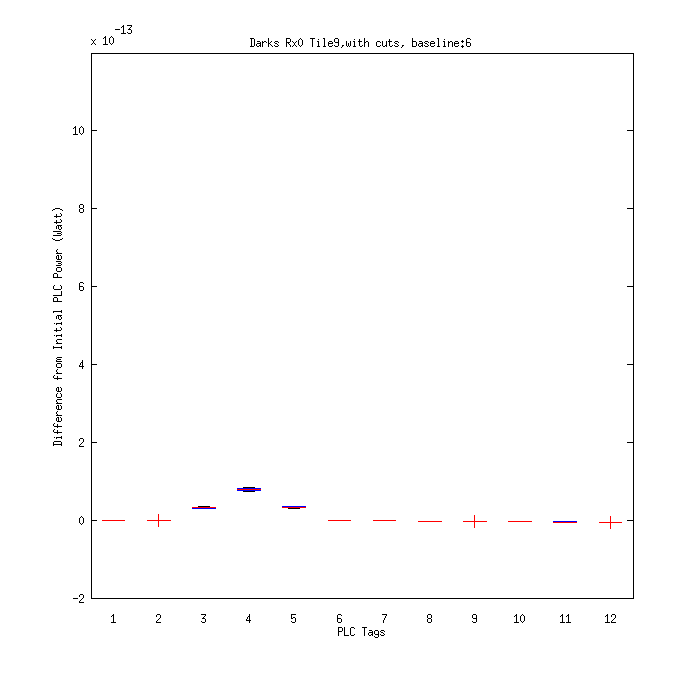 x 10^-13
Darks Rx0 Tile9,with cuts, baseline:6
Difference from Initial PLC Power (Watt)
10
8
6
4
2
0
-2
1 2 3 4 5 6 7 8 9 10 11 12
PLC Tags